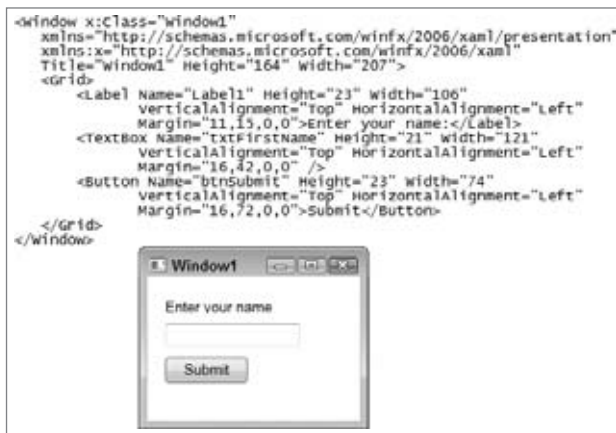 <Window x:Class="Window1"
xmlns="http://schemas.microsoft.com/winfx/2006/xaml/presentation"
xmlns:x="http://schemas.microsoft.com/winfx/2006/xaml"
Title="Window1" Height="164" Width="207">
<Grid>
<Label Name="Label1" Height="23" Width="106"
VerticalAlignment="Top" HorizontalAlignment="Left"
Margin="11,15,0,0">Enter your name:</Label>
<TextBox Name="txtFirstName" Height="21" Width="121"
VerticalAlignment="Top" HorizontalAlignment="Left"
Margin="16,42,0,0" />
<Button Name="btnSubmit" Height="23" Width="74"
VerticalAlignment="Top" HorizontalAlignment="Left"
Margin="16,72,0,0">Submit</Button>
</Grid>
</Window>
Window1
Enter your name
Submit